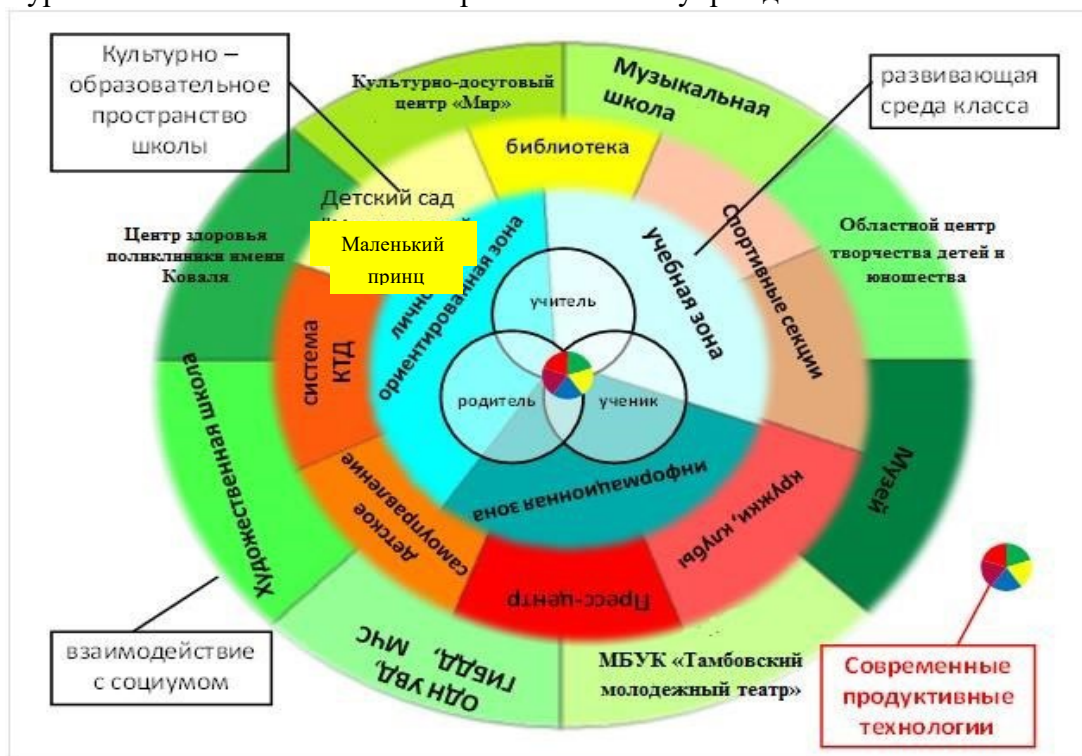 Культурно –
образовательное
пространство
школы
Культурно-досуговый
центр «Мир»
Музыкальная
школа
развивающая
среда класса
библиотека
Детский сад
Маленький
принц
Центр здоровья
поликлиники имени
Коваля
Областной центр
творчества детей и
юношества
Спортивные секции
учебная зона
ориентированная зона
учитель
родитель
ученик
система
КТД
информационная зона
детское
самоуправление
кружки, клубы
Пресс-центр
Музей
Художественная школа
ОДН УВД,
ГИБДД, МЧС
МБУК «Тамбовский
молодежный театр»
взаимодействие
с социумом
Современные
продуктивные
технологии